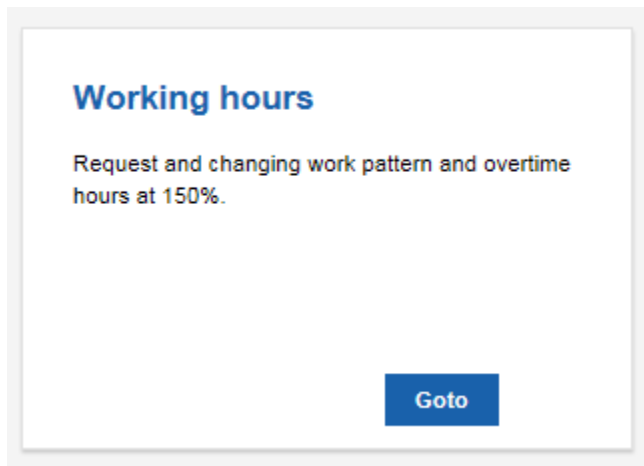 Working hours
Request and changing work pattern and overtime
hours at 150%.
Goto